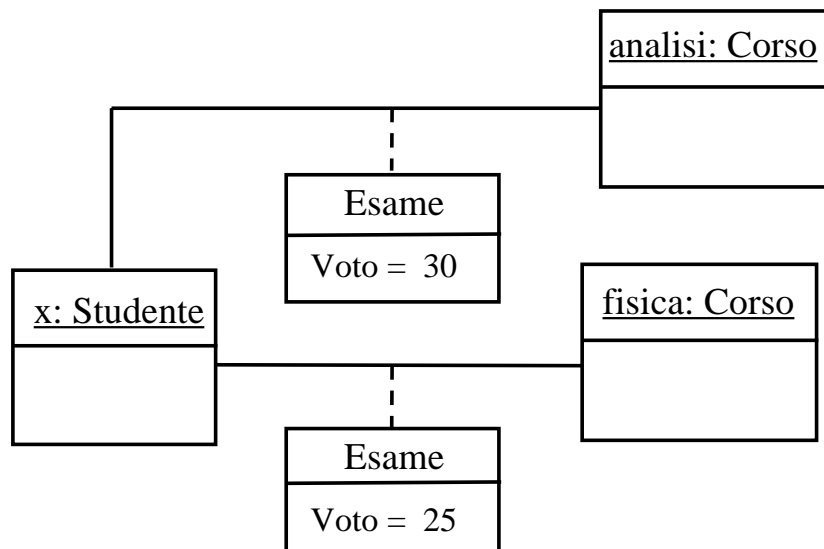 analisi: Corso
Esame
Voto = 30
x: Studente
fisica: Corso
Esame
Voto = 25